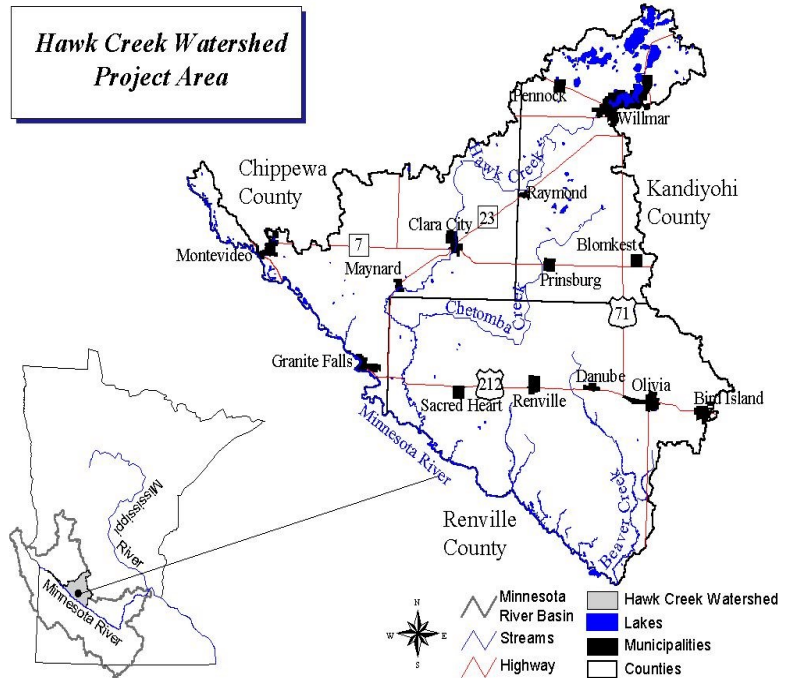 Hawk Creek Watershed
Project Area
Pennock
Willmar
Hawk Creek
Chippewa
County
Raymond
Kandiyohi
County
Clara City
23
7
Montevideo
Blomkest
Maynard
Prinsburg
Chetomba
Creek
71
Granite Falls
212
Danube
Olivia
Bird Island
Sacred Heart
Renville
Minnesota River
Beaver Creek
Renville
County
Mississippi
River
Minnesota River
N
W
E
S
Minnesota
River Basin
Streams
Highway
Hawk Creek Watershed
Lakes
Municipalities
Counties